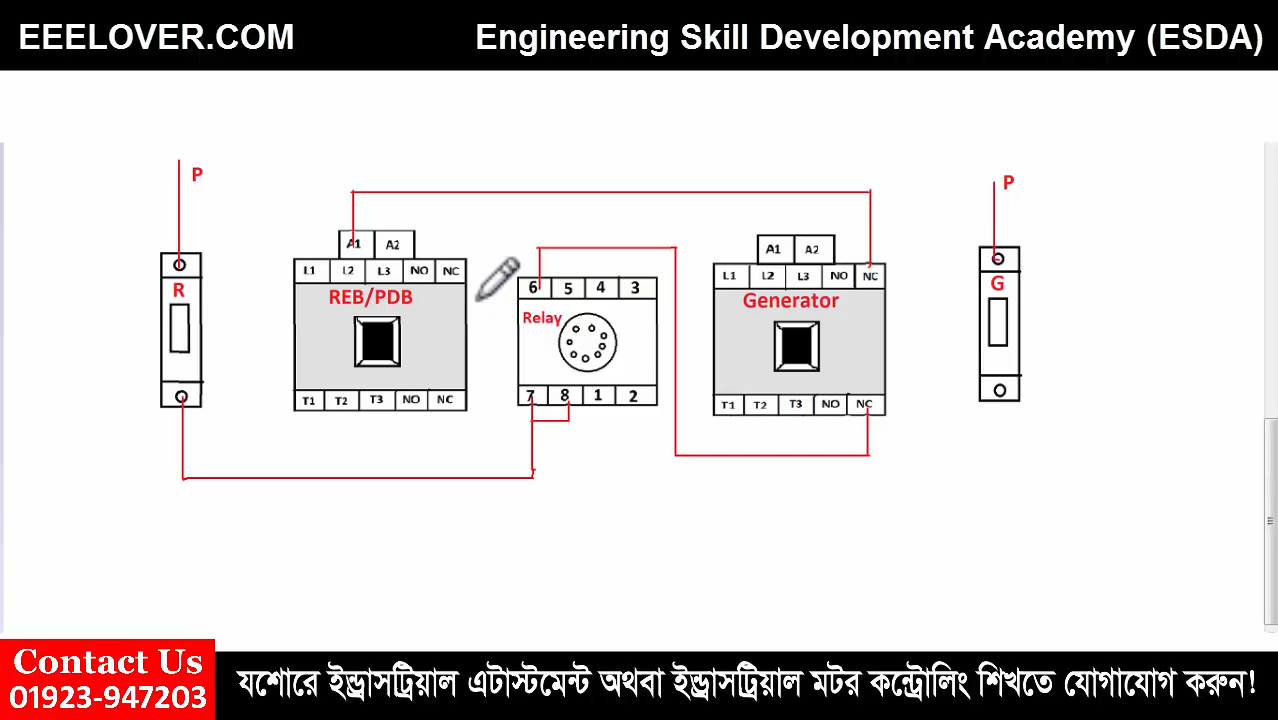 EEELOVER.COM
Engineering Skill Development Academy (ESDA)
P
P
A1 A2
A1 A2
L1 L2 L3 NO NC
L1 L2 L3 NO NC
R
REB/PDB
6 5 4 3
Relay
Generator
G
7 8 1 2
T1 T2 T3 NO NC
T1 T2 T3 NO NC
Contact Us
01923-947203
যশোরে ইন্ড্রাসট্রিয়াল এটাস্টমেন্ট অথবা ইন্ড্রাসট্রিয়াল মটর কন্ট্রোলিং শিখতে যোগাযোগ করুন!